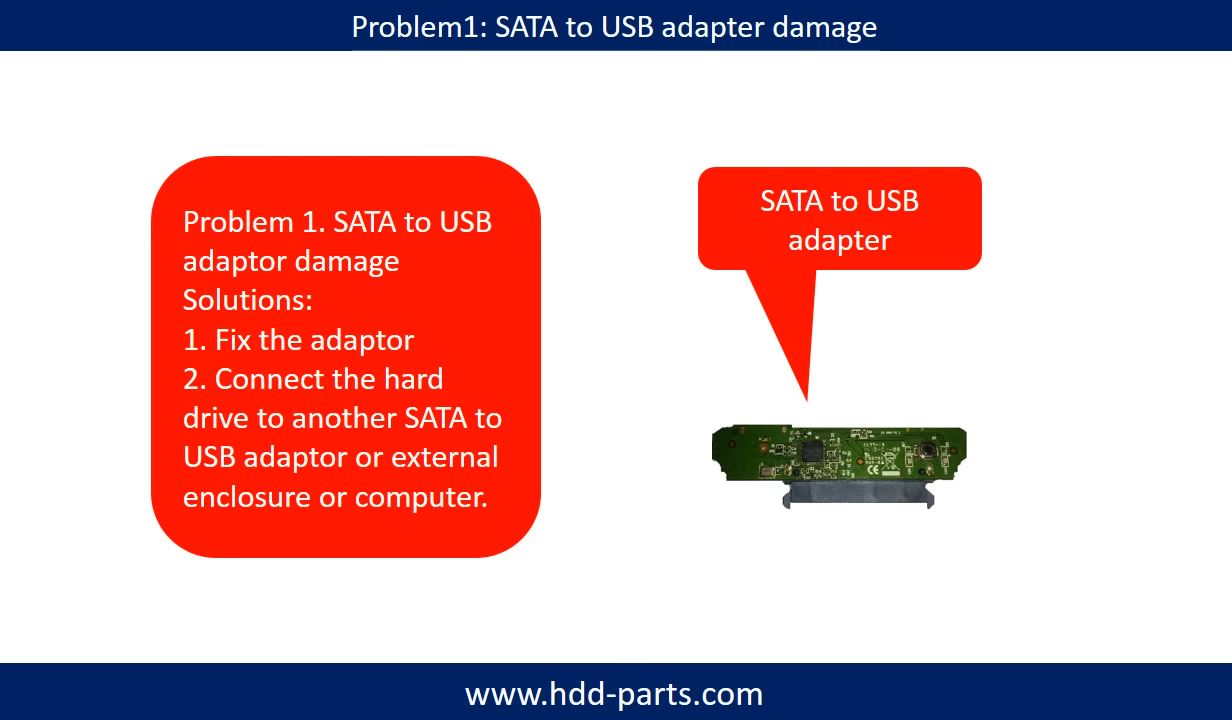 Problem1: SATA to USB adapter damage
Problem 1. SATA to USB
adaptor damage
Solutions:
1. Fix the adaptor
2. Connect the hard
drive to another SATA to
USB adaptor or external
enclosure or computer.
SATA to USB
adapter
www.hdd-parts.com